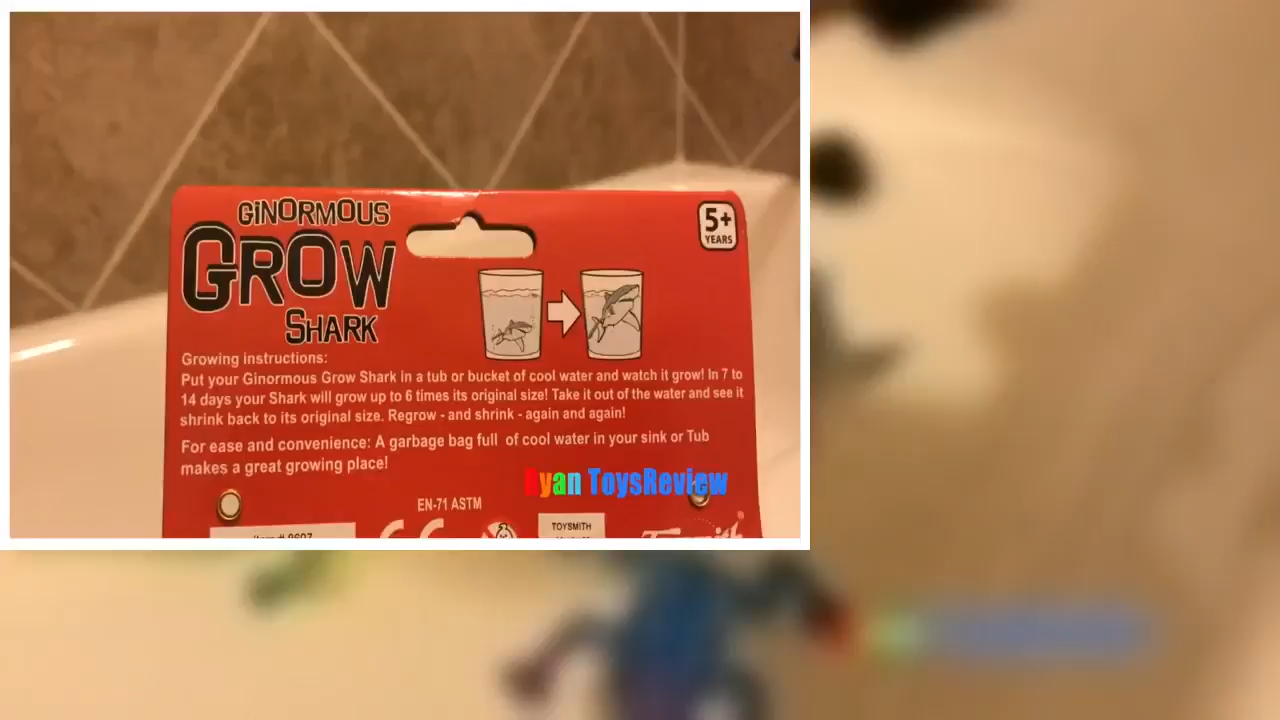 GINORMOUS
GROW
SHARK
5+
YEARS
Growing instructions:
Put your Ginormous Grow Shark in a tub or bucket of cool water and watch it grow! In 7 to
14 days your Shark will grow up to 6 times its original size! Take it out of the water and see it
shrink back to its original size. Regrow - and shrink - again and again!
For ease and convenience: A garbage bag full of cool water in your sink or Tub
makes a great growing place!
Ryan ToysReview
EN-71 ASTM
TOYSMITH